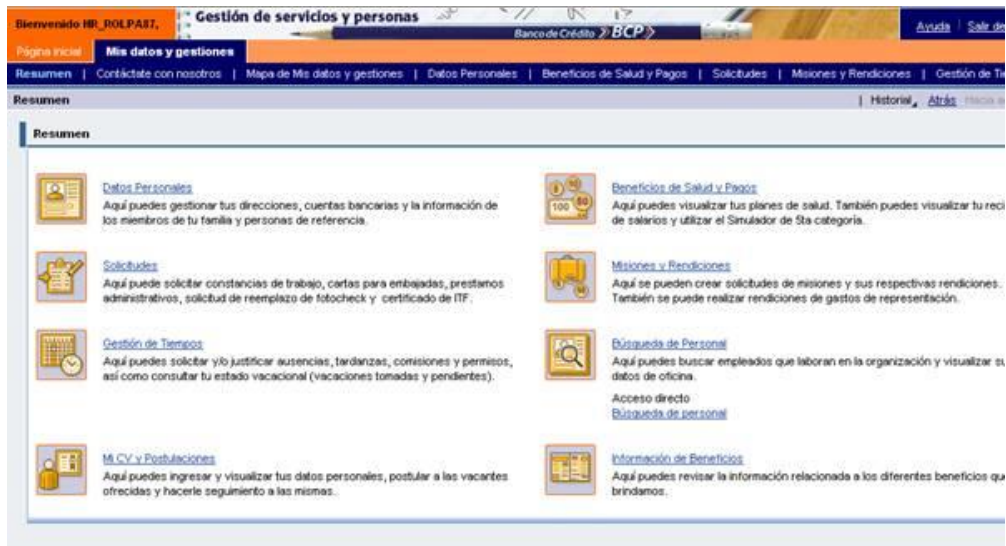 Bienvenido HR_ROLPA87,
Gestión de servicios y personas
Banco de Crédito BCP
Ayuda Salir
Página inicial Mis datos y gestiones
Resumen | Contáctate con nosotros | Mapa de Mis datos y gestiones | Datos Personales | Beneficios de Salud y Pagos | Solicitudes | Misiones y Rendiciones | Gestión de
Resumen
| Historial Atrás Hacia
Resumen
Datos Personales
Aquí puedes gestionar tus direcciones, cuentas bancarias y la información de
los miembros de tu familia y personas de referencia.
Beneficios de Salud y Pagos
Aquí puedes visualizar tus planes de salud. También puedes visualizar tu reci
de salarios y utilizar el Simulador de 5ta categoría.
Solicitudes
Aquí puede solicitar constancias de trabajo, cartas para embajadas, prestamos
administrativos, solicitud de reemplazo de fotocheck y certificado de ITF.
Misiones y Rendiciones
Aquí se pueden crear solicitudes de misiones y sus respectivas rendiciones.
También se puede realizar rendiciones de gastos de representación.
Gestión de Tiempos
Aquí puedes solicitar y/o justificar ausencias, tardanzas, comisiones y permisos,
así como consultar tu estado vacacional (vacaciones tomadas y pendientes).
Búsqueda de Personal
Aquí puedes buscar empleados que laboran en la organización y visualizar su
datos de oficina.
Acceso directo
Búsqueda de personal
Mi CV y Postulaciones
Aquí puedes ingresar y visualizar tus datos personales, postular a las vacantes
ofrecidas y hacerle seguimiento a las mismas.
Información de Beneficios
Aquí puedes revisar la información relacionada a los diferentes beneficios que
brindamos.